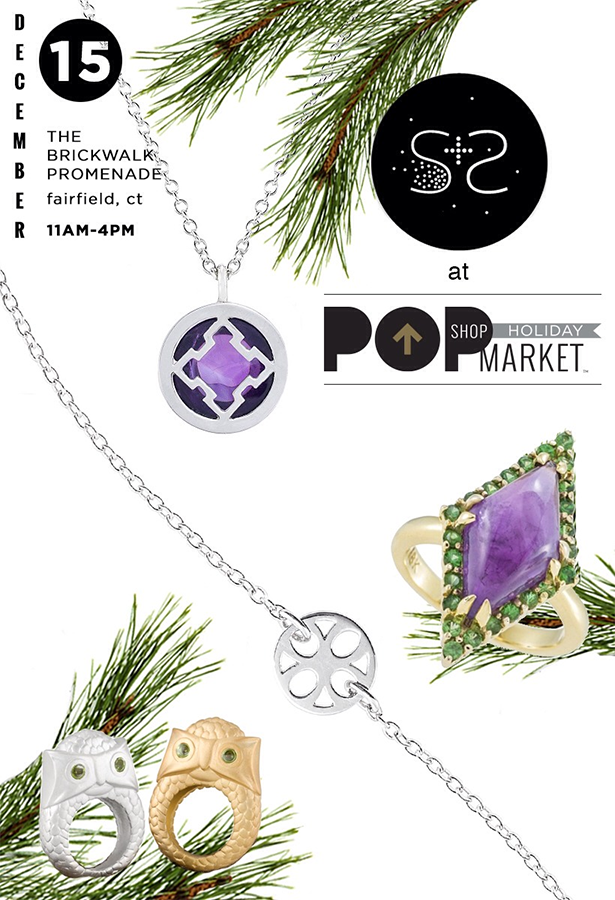 DECEMBER
15
THE
BRICKWALK
PROMENADE
fairfield, ct
11AM-4PM
S+S
at
POP
SHOP
HOLIDAY
MARKET